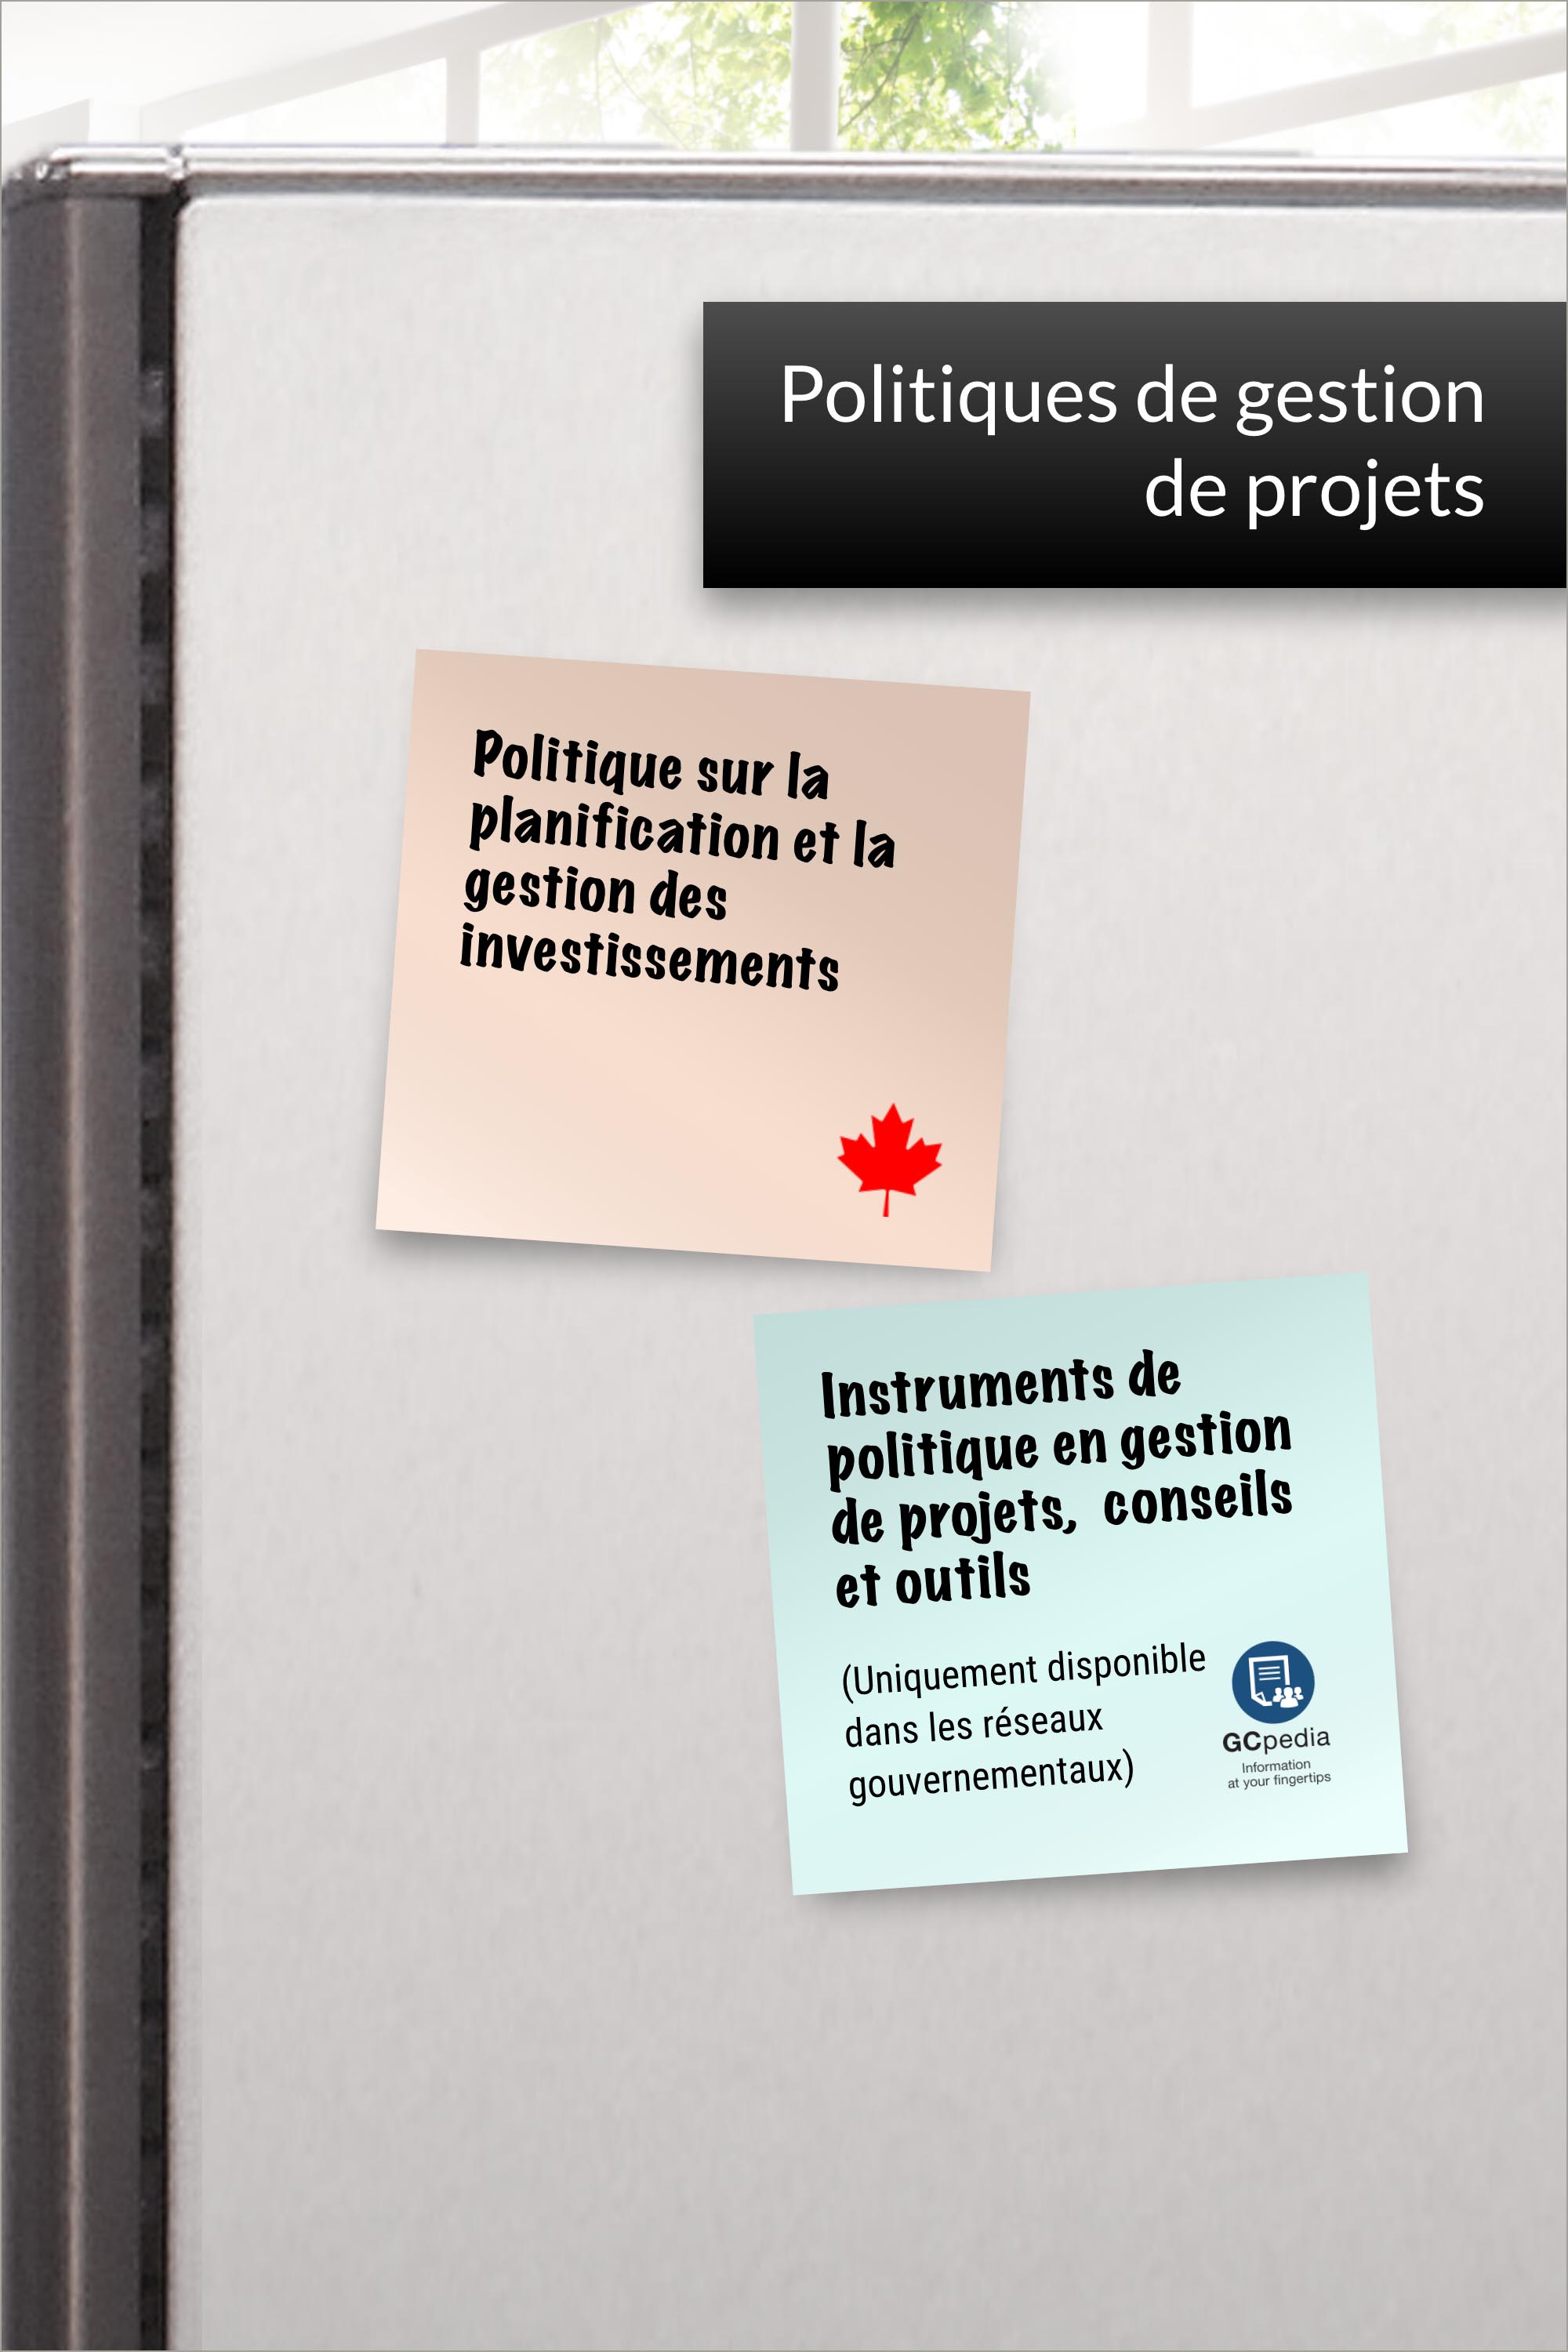 Politiques de gestion
de projets
Politique sur la
planification et la
gestion des
investissements
Instruments de
politique en gestion
de projets,  conseils
et outils
(Uniquement disponible
dans les réseaux
gouvernementaux)
GCpedia
Information
at your fingertips